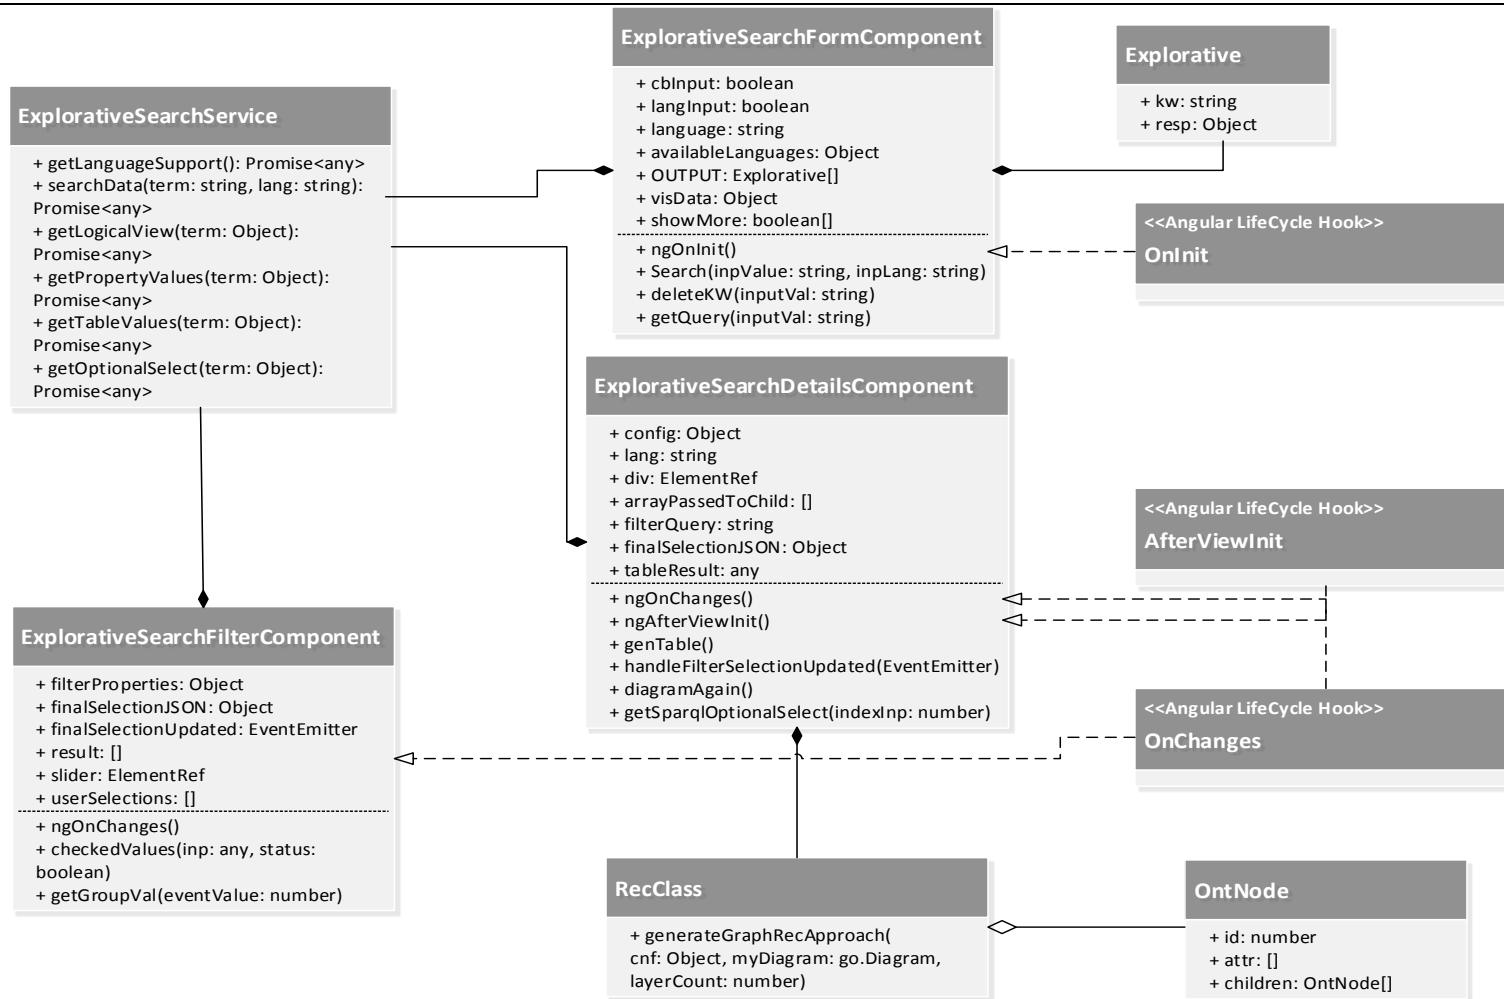 ExplorativeSearchService
+ getLanguageSupport(): Promise<any>
+ searchData(term: string, lang: string):
Promise<any>
+ getLogicalView(term: Object):
Promise<any>
+ getPropertyValues(term: Object):
Promise<any>
+ getTableValues(term: Object):
Promise<any>
+ getOptionalSelect(term: Object):
Promise<any>
ExplorativeSearchFormComponent
+ cbInput: boolean
+ langInput: boolean
+ language: string
+ availableLanguages: Object
+ OUTPUT: Explorative[]
+ visData: Object
+ showMore: boolean[]
+ ngOnInit()
+ Search(inpValue: string, inpLang: string)
+ deleteKW(inputVal: string)
+ getQuery(inputVal: string)
Explorative
+ kw: string
+ resp: Object
<<Angular LifeCycle Hook>>
OnInit
ExplorativeSearchDetailsComponent
+ config: Object
+ lang: string
+ div: ElementRef
+ arrayPassedToChild: []
+ filterQuery: string
+ finalSelectionJSON: Object
+ tableResult: any
+ ngOnChanges()
+ ngAfterViewInit()
+ genTable()
+ handleFilterSelectionUpdated(EventEmitter)
+ diagramAgain()
+ getSparqlOptionalSelect(indexInp: number)
<<Angular LifeCycle Hook>>
AfterViewInit
<<Angular LifeCycle Hook>>
OnChanges
ExplorativeSearchFilterComponent
+ filterProperties: Object
+ finalSelectionJSON: Object
+ finalSelectionUpdated: EventEmitter
+ result: []
+ slider: ElementRef
+ userSelections: []
+ ngOnChanges()
+ checkedValues(inp: any, status:
boolean)
+ getGroupVal(eventValue: number)
RecClass
+ generateGraphRecApproach(
cnf: Object, myDiagram: go.Diagram,
layerCount: number)
OntNode
+ id: number
+ attr: []
+ children: OntNode[]